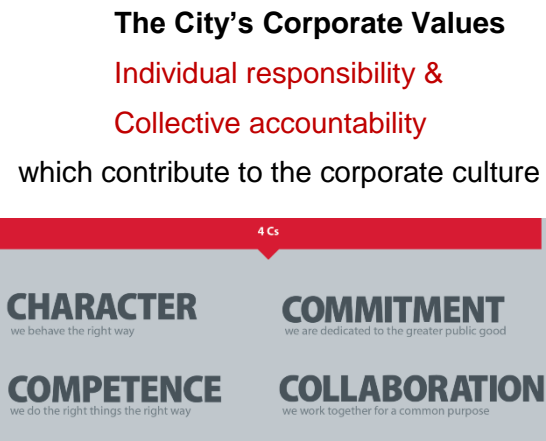 The City's Corporate Values
Individual responsibility &
Collective accountability
which contribute to the corporate culture
4 Cs
CHARACTER
we behave the right way
COMMITMENT
we are dedicated to the greater public good
COMPETENCE
we do the right things the right way
COLLABORATION
we work together for a common purpose